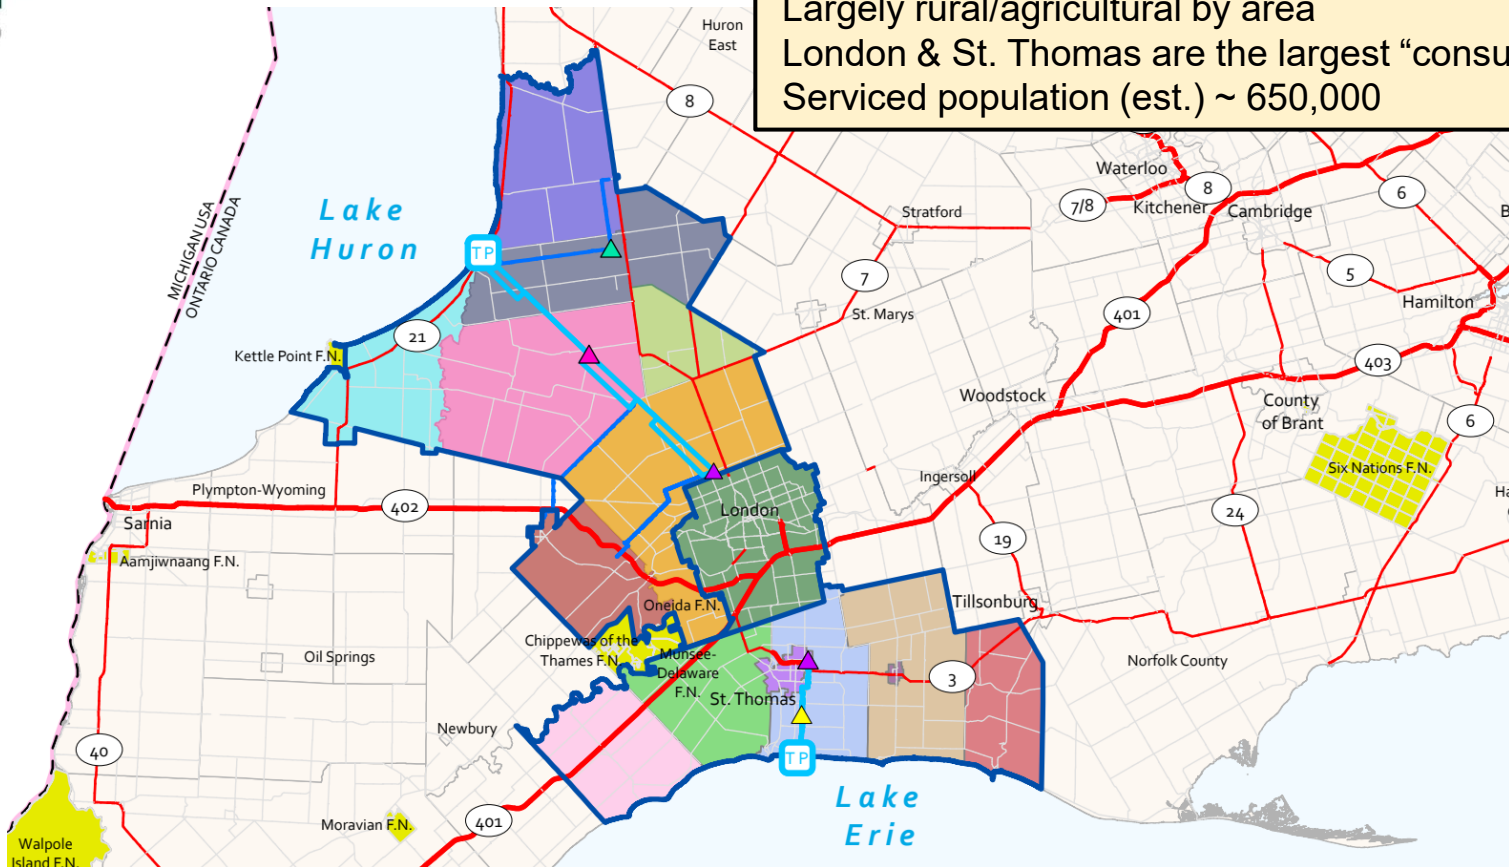 Largely rural/agricultural by area
London & St. Thomas are the largest “consu
Serviced population (est.) ~ 650,000
Huron
East
8
Waterloo
8
7/8
Kitchener
Cambridge
6
MICHIGAN USA
ONTARIO CANADA
Lake
Huron
TP
Stratford
7
St. Marys
5
Hamilton
401
403
21
Kettle Point F.N.
Woodstock
County
of Brant
6
Six Nations F.N.
Ingersoll
Plympton-Wyoming
402
Sarnia
London
24
19
Aamjiwnaang F.N.
Oneida F.N.
Tillsonburg
Chippewas of the
Thames F.N.
Munsee-
Delaware
F.N.
Oil Springs
Norfolk County
3
St. Thomas
Newbury
40
TP
Lake
Erie
401
Moravian F.N.
Walpole
Island F.N.